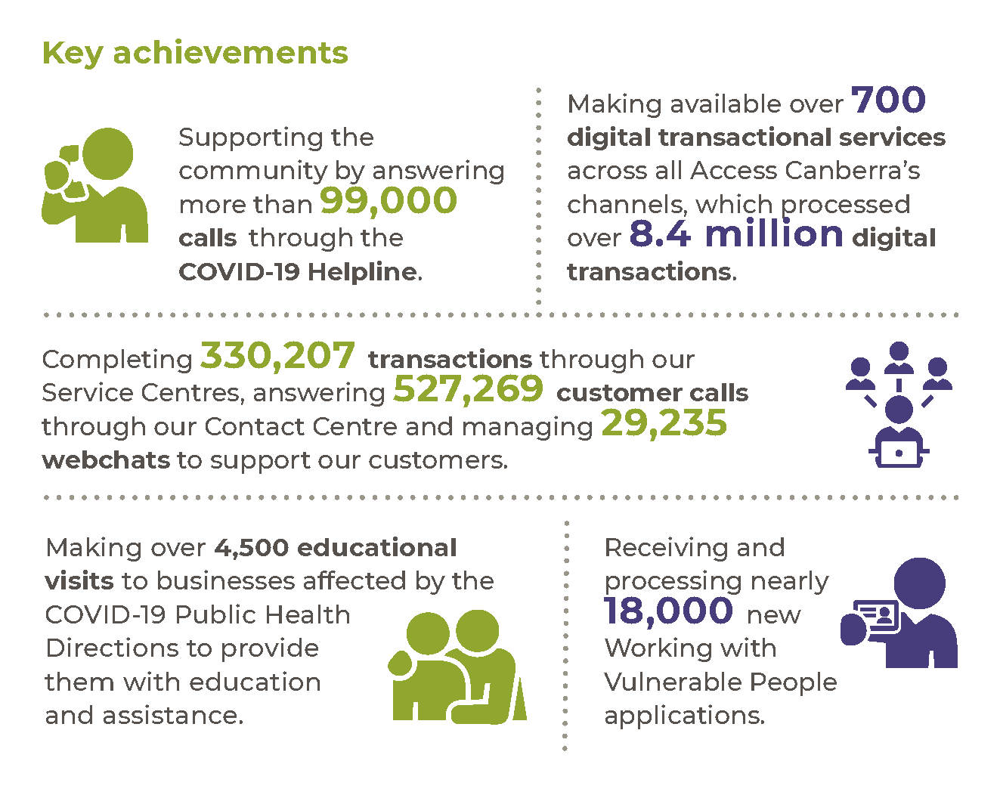 Key achievements
Supporting the
community by answering
more than 99,000
calls through the
COVID-19 Helpline.
Making available over 700
digital transactional services
across all Access Canberra’s
channels, which processed
over 8.4 million digital
transactions.
Completing 330,207 transactions through our
Service Centres, answering 527,269 customer calls
through our Contact Centre and managing 29,235
webchats to support our customers.
Making over 4,500 educational
visits to businesses affected by the
COVID-19 Public Health
Directions to provide
them with education
and assistance.
Receiving and
processing nearly
18,000 new
Working with
Vulnerable People
applications.